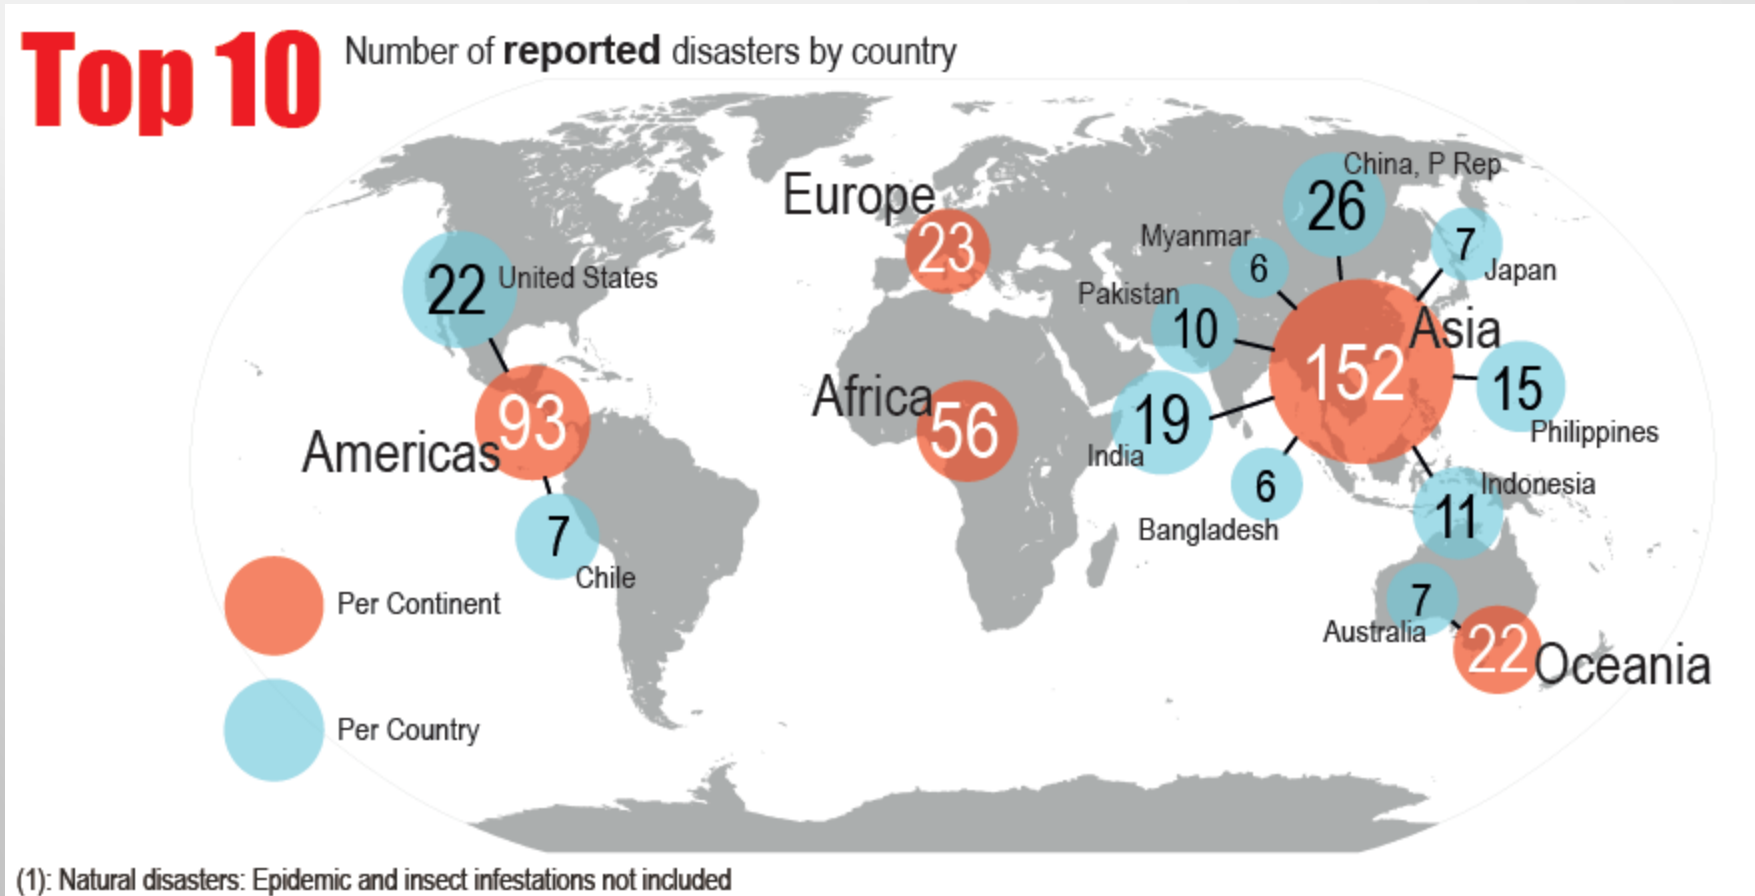 Top 10
Number of reported disasters by country
China, P Rep
26
Europe
23
Myanmar
6
7
Japan
22
United States
Pakistan
10
Asia
152
15
Philippines
Africa
56
19
India
93
Americas
6
Bangladesh
Indonesia
11
7
Chile
7
Australia
22
Oceania
Per Continent
Per Country
(1): Natural disasters: Epidemic and insect infestations not included